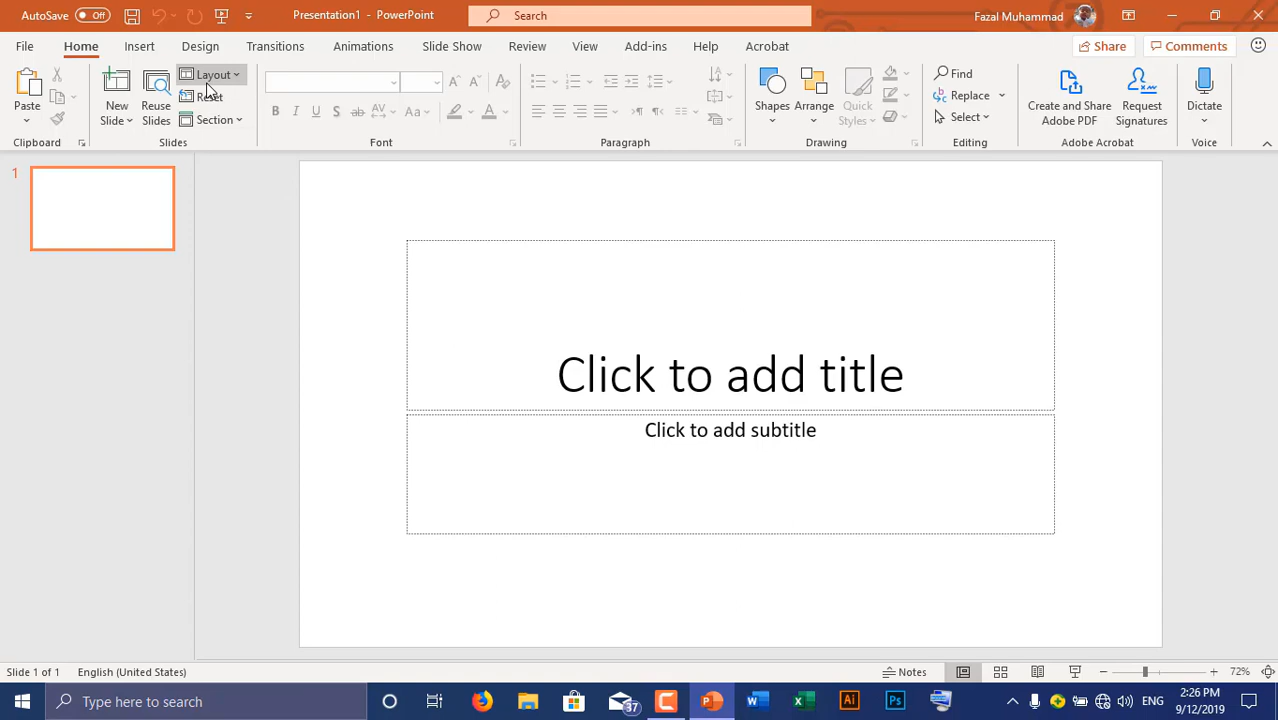 AutoSave Off
Presentation1 - PowerPoint
Search
Fazal Muhammad
File Home Insert Design Transitions Animations Slide Show Review View Add-ins Help Acrobat
Share Comments
Paste
Clipboard
New Slide
Reuse Slides
Layout
Reset
Section
Slides
Font
Paragraph
Shapes
Arrange
Quick Styles
Drawing
Find
Replace
Select
Editing
Create and Share Adobe PDF
Request Signatures
Adobe Acrobat
Dictate
Voice
1
Click to add title
Click to add subtitle
Slide 1 of 1
English (United States)
Notes
72%
Type here to search
37
ENG
2:26 PM
9/12/2019